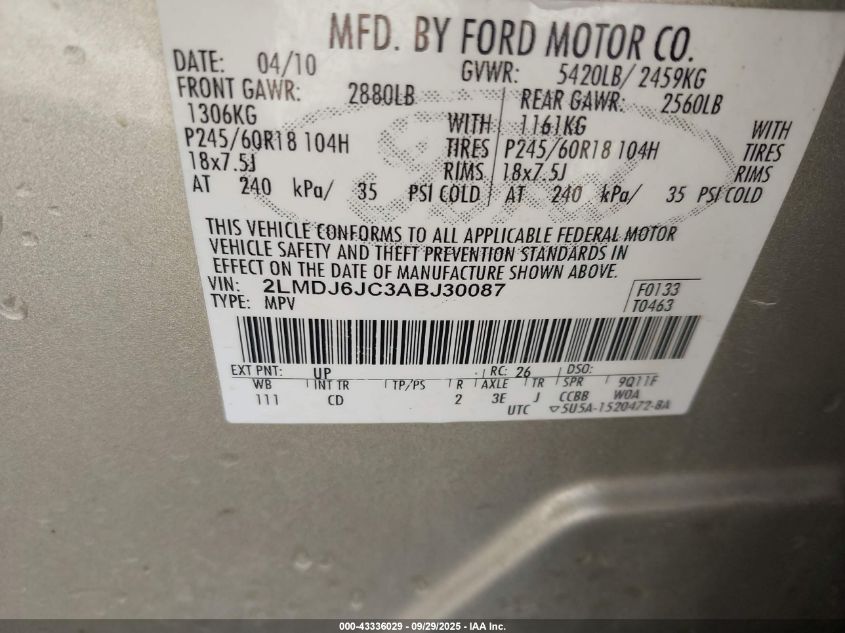 MFD. BY FORD MOTOR CO.
DATE: 04/10 GVWR: 5420LB/ 2459KG
FRONT GAWR: 2880LB REAR GAWR: 2560LB
1306KG WITH 1161KG WITH
P245/60R18 104H TIRES P245/60R18 104H TIRES
18x7.5J RIMS 18x7.5J RIMS
AT 240 kPa/ 35 PSI COLD AT 240 kPa/ 35 PSI COLD
THIS VEHICLE CONFORMS TO ALL APPLICABLE FEDERAL MOTOR
VEHICLE SAFETY AND THEFT PREVENTION STANDARDS IN
EFFECT ON THE DATE OF MANUFACTURE SHOWN ABOVE.
VIN: 2LMDJ6JC3ABJ30087 F0133
TYPE: MPV T0463
EXT PNT: UP RC: 26 DSO:
WB INT TR TP/PS R AXLE TR SPR 9Q11F
111 CD 2 3E J CCBB W0A
UTC ▽5U5A-1520472-BA
000-43336029 - 09/29/2025 - IAA Inc.